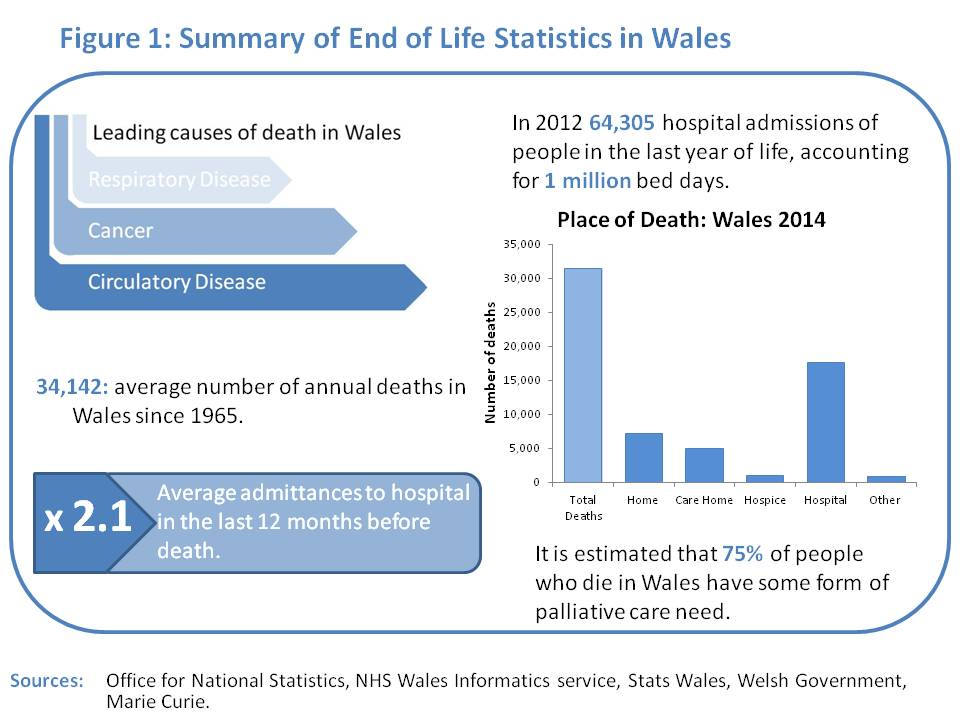 Figure 1: Summary of End of Life Statistics in Wales
Leading causes of death in Wales
Respiratory Disease
Cancer
Circulatory Disease
34,142: average number of annual deaths in
Wales since 1965.
x 2.1
Average admittances to hospital
in the last 12 months before
death.
In 2012 64,305 hospital admissions of
people in the last year of life, accounting
for 1 million bed days.
Place of Death: Wales 2014
Number of deaths
35,000
30,000
25,000
20,000
15,000
10,000
5,000
0
Total Deaths
Home
Care Home
Hospice
Hospital
Other
It is estimated that 75% of people
who die in Wales have some form of
palliative care need.
Sources: Office for National Statistics, NHS Wales Informatics service, Stats Wales, Welsh Government,
Marie Curie.